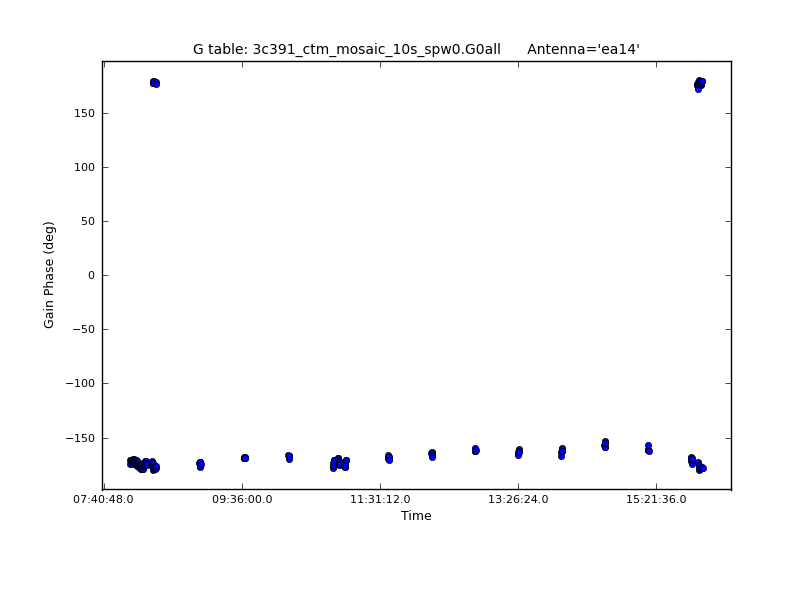 G table: 3c391_ctm_mosaic_10s_spw0.G0all      Antenna='ea14'
150
100
50
0
−50
−100
−150
Gain Phase (deg)
07:40:48.0 09:36:00.0 11:31:12.0 13:26:24.0 15:21:36.0
Time